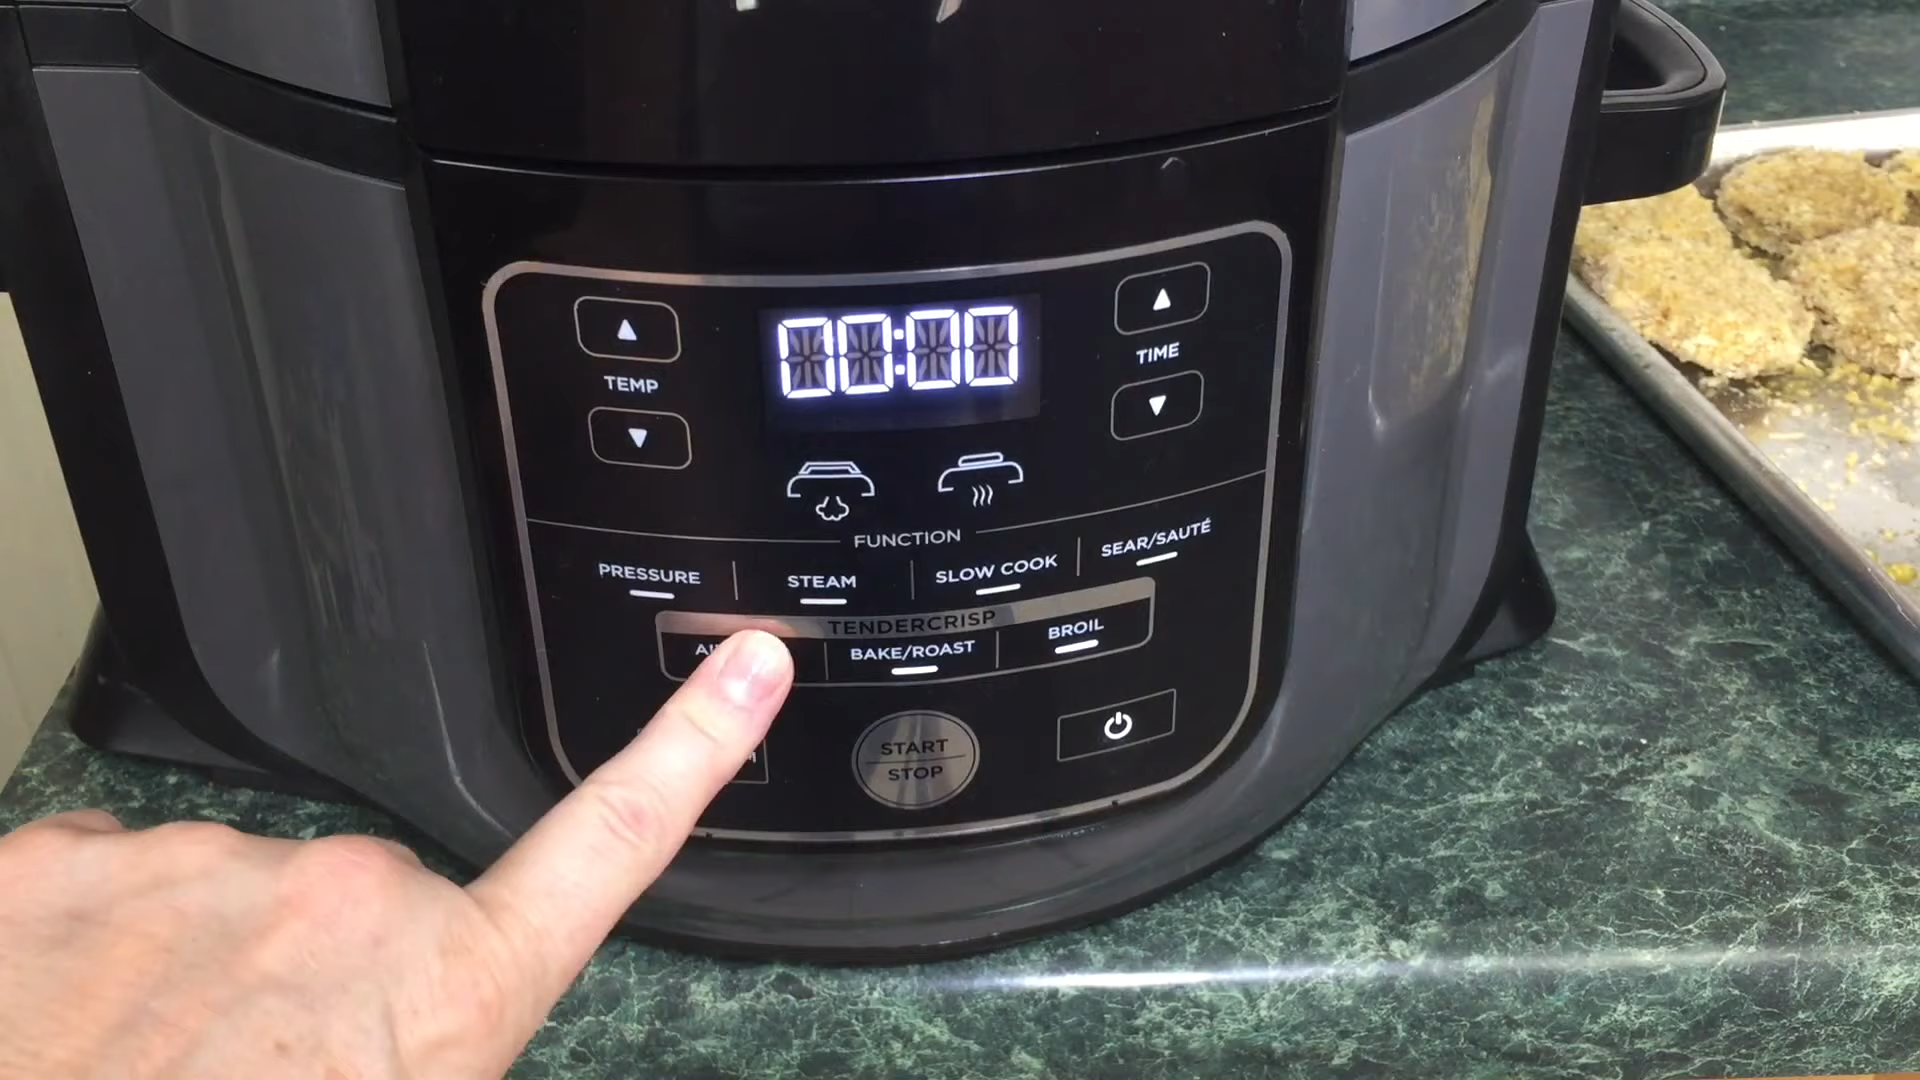 00:00
TEMP
TIME
FUNCTION
PRESSURE
STEAM
SLOW COOK
SEAR/SAUTÉ
TENDERCRISP
BAKE/ROAST
BROIL
START
STOP